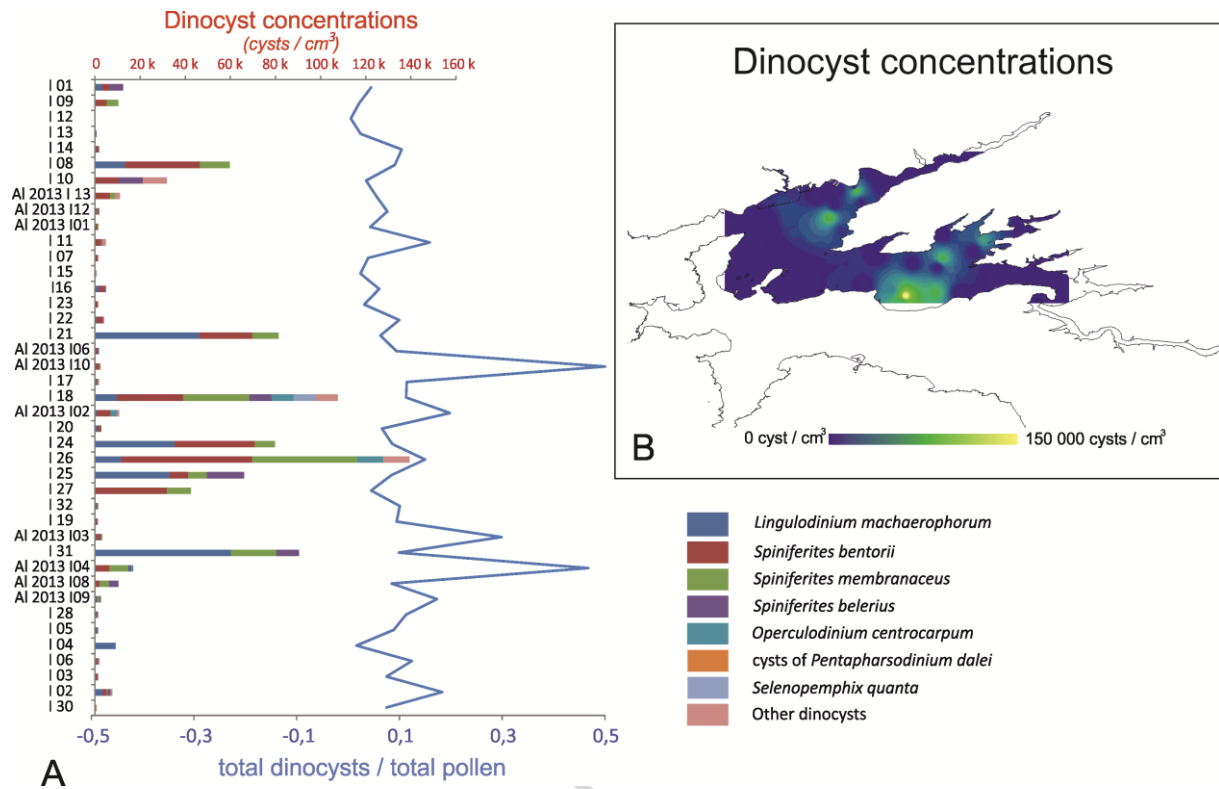 Dinocyst concentrations
(cysts / cm³)
0 20 k 40 k 60 k 80 k 100 k 120 k 140 k 160 k
I 01
I 09
I 12
I 13
I 14
I 08
I 10
Al 2013 I 13
Al 2013 I12
Al 2013 I01
I 11
I 07
I 15
I16
I 23
I 22
I 21
Al 2013 I06
Al 2013 I10
I 17
I 18
Al 2013 I02
I 20
I 24
I 26
I 25
I 27
I 32
I 19
Al 2013 I03
I 31
Al 2013 I04
Al 2013 I08
Al 2013 I09
I 28
I 05
I 04
I 06
I 03
I 02
I 30
-0,5 -0,3 -0,1 0,1 0,3 0,5
total dinocysts / total pollen
A
Dinocyst concentrations
0 cyst / cm³ 150 000 cysts / cm³
B
Lingulodinium machaerophorum
Spiniferites bentorii
Spiniferites membranaceus
Spiniferites belerius
Operculodinium centrocarpum
cysts of Pentapharsodinium dalei
Selenopemphix quanta
Other dinocysts